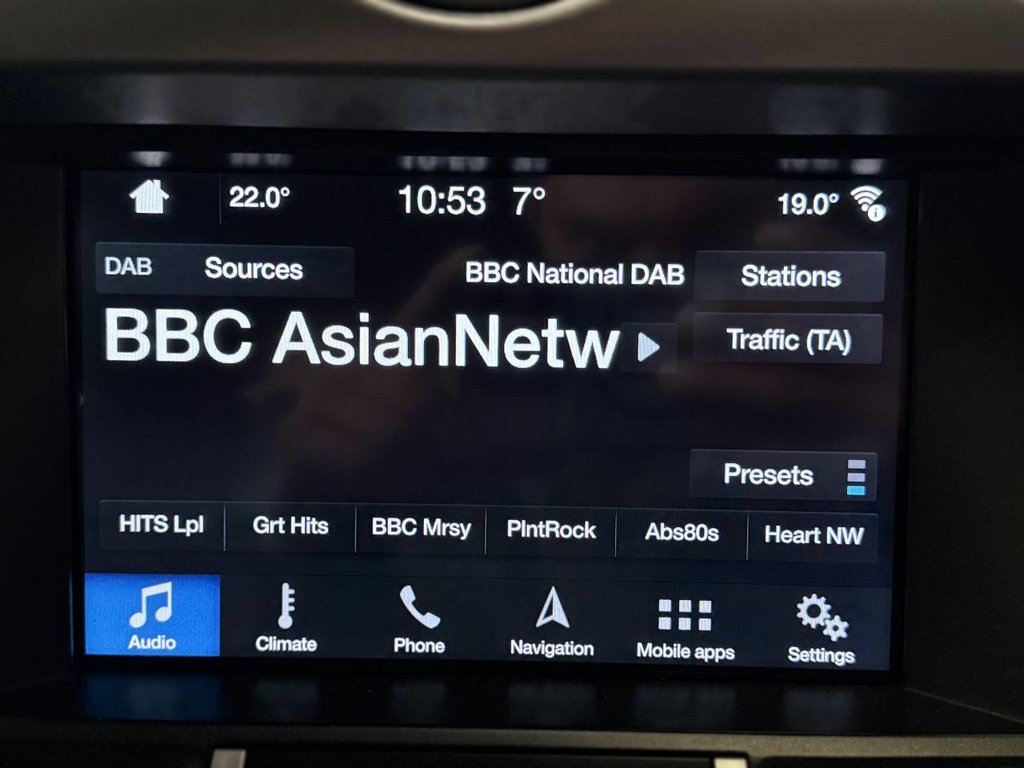 22.0° 10:53 7° 19.0°
DAB Sources BBC National DAB Stations
BBC AsianNetw Traffic (TA)
Presets
HITS Lpl Grt Hits BBC Mrsy PlntRock Abs80s Heart NW
Audio Climate Phone Navigation Mobile apps Settings